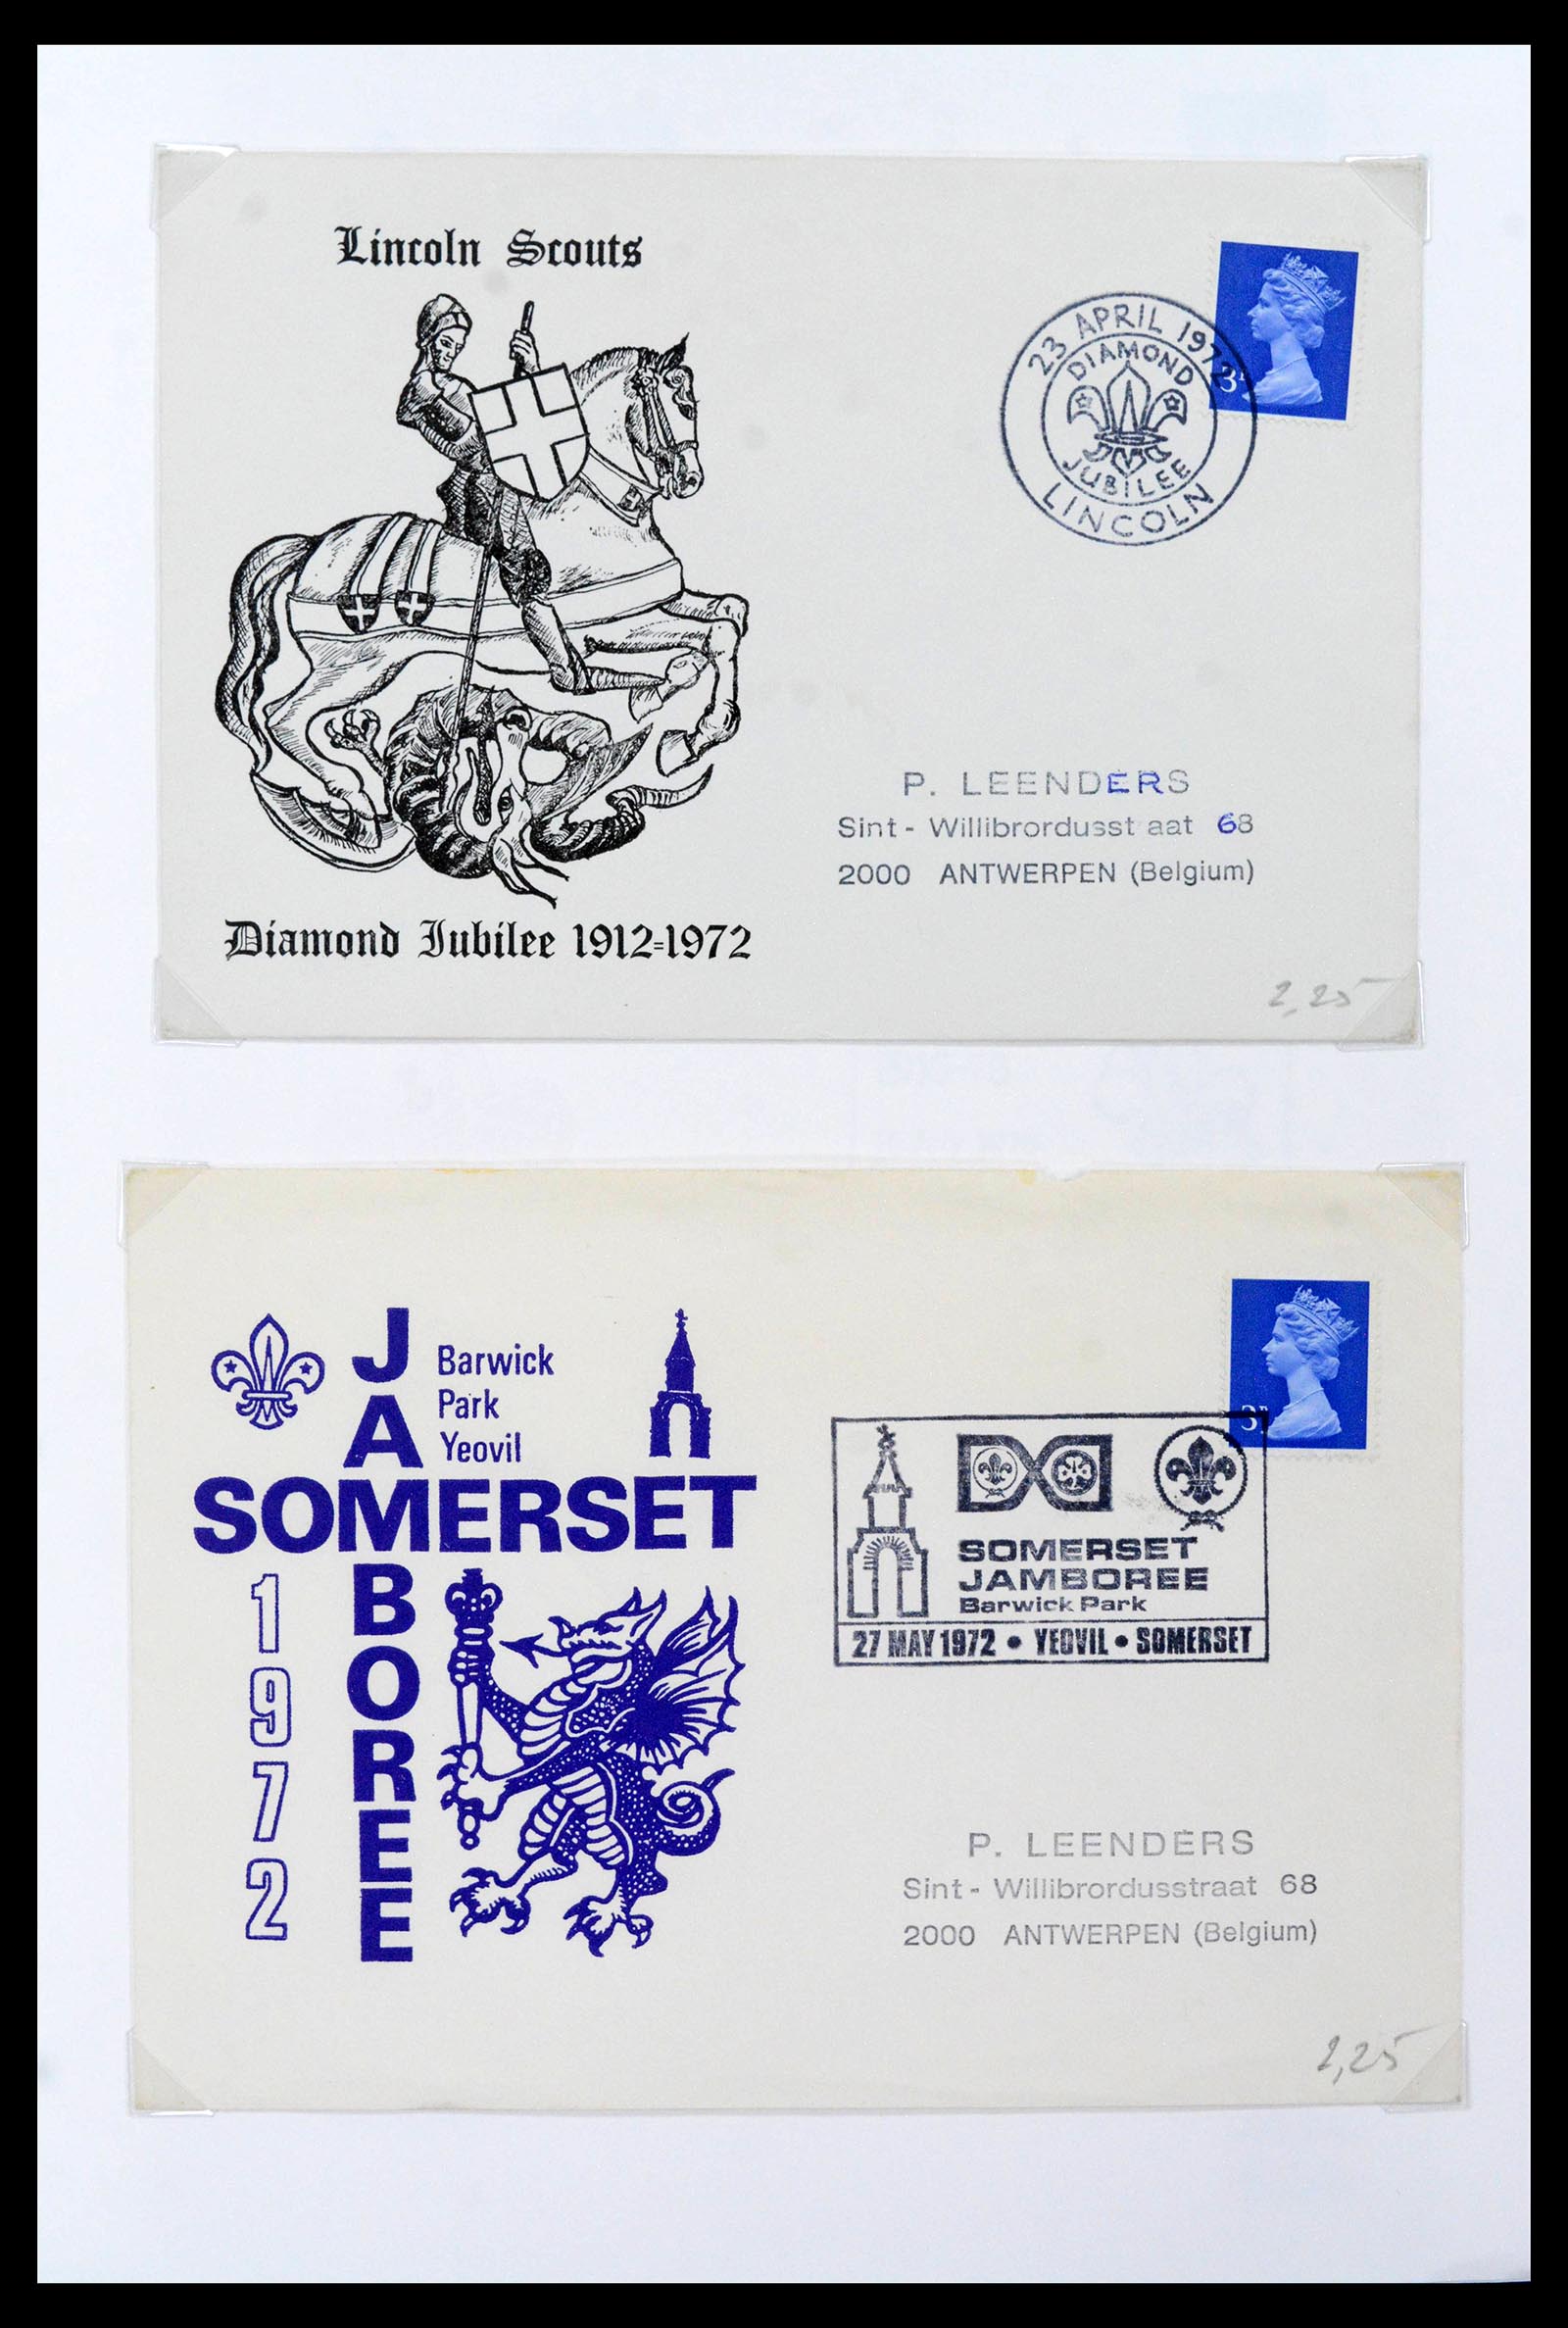 Lincoln Scouts
23 APRIL 1972
DIAMOND
JUBILEE
LINCOLN
3P
P. LEENDERS
Sint - Willibrordusst aat 68
2000 ANTWERPEN (Belgium)
Diamond Jubilee 1912=1972
2,25
JAMBOREE
Barwick
Park
Yeovil
SOMERSET
1972
3P
SOMERSET
JAMBOREE
Barwick Park
27 MAY 1972 • YEOVIL • SOMERSET
P. LEENDERS
Sint - Willibrordusstraat 68
2000 ANTWERPEN (Belgium)
2,25